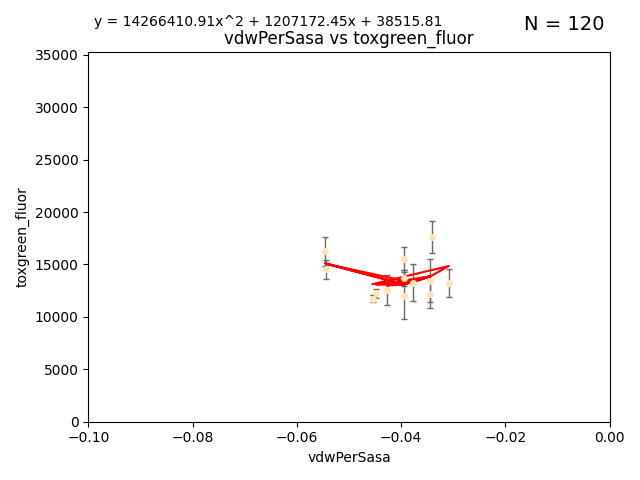 y = 14266410.91x^2 + 1207172.45x + 38515.81
N = 120
vdwPerSasa vs toxgreen_fluor
35000
30000
25000
20000
15000
10000
5000
0
toxgreen_fluor
−0.10 −0.08 −0.06 −0.04 −0.02 0.00
vdwPerSasa